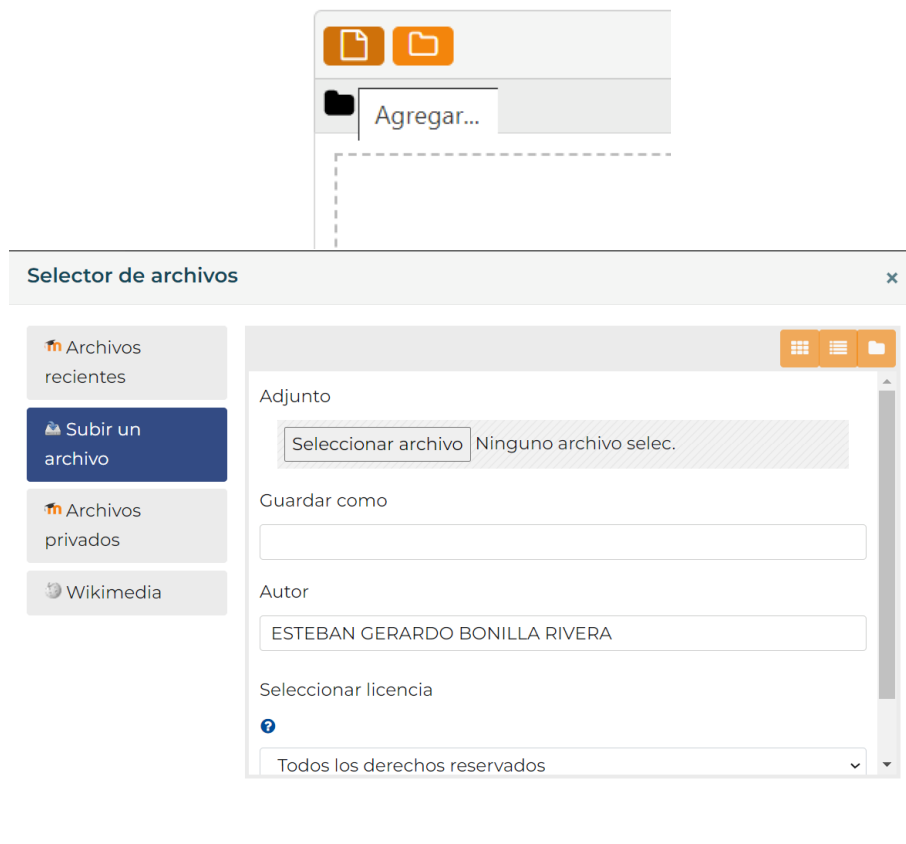 Agregar...
Selector de archivos
×
Archivos
recientes
Subir un
archivo
Archivos
privados
Wikimedia
Adjunto
Seleccionar archivo Ninguno archivo selec.
Guardar como
Autor
ESTEBAN GERARDO BONILLA RIVERA
Seleccionar licencia
?
Todos los derechos reservados